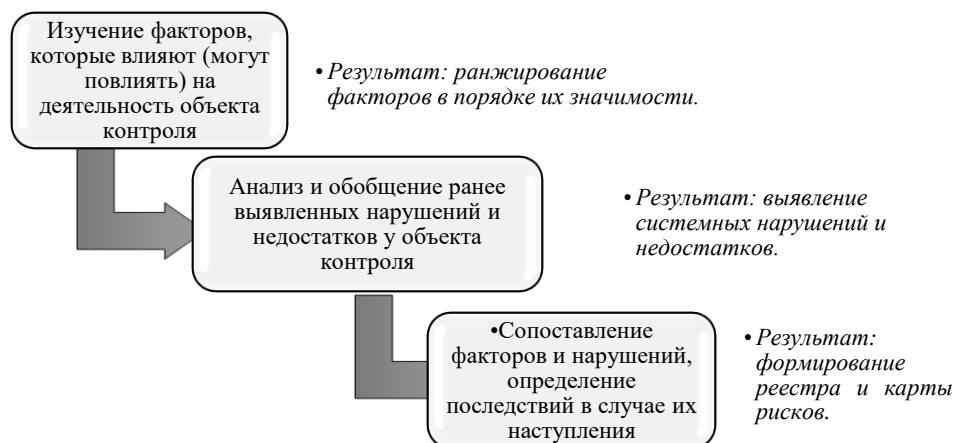 Изучение факторов,
которые влияют (могут
повлиять) на
деятельность объекта
контроля
• Результат: ранжирование
факторов в порядке их значимости.
Анализ и обобщение ранее
выявленных нарушений и
недостатков у объекта
контроля
• Результат: выявление
системных нарушений и
недостатков.
•Сопоставление
факторов и нарушений,
определение
последствий в случае их
наступления
• Результат:
формирование
реестра и карты
рисков.